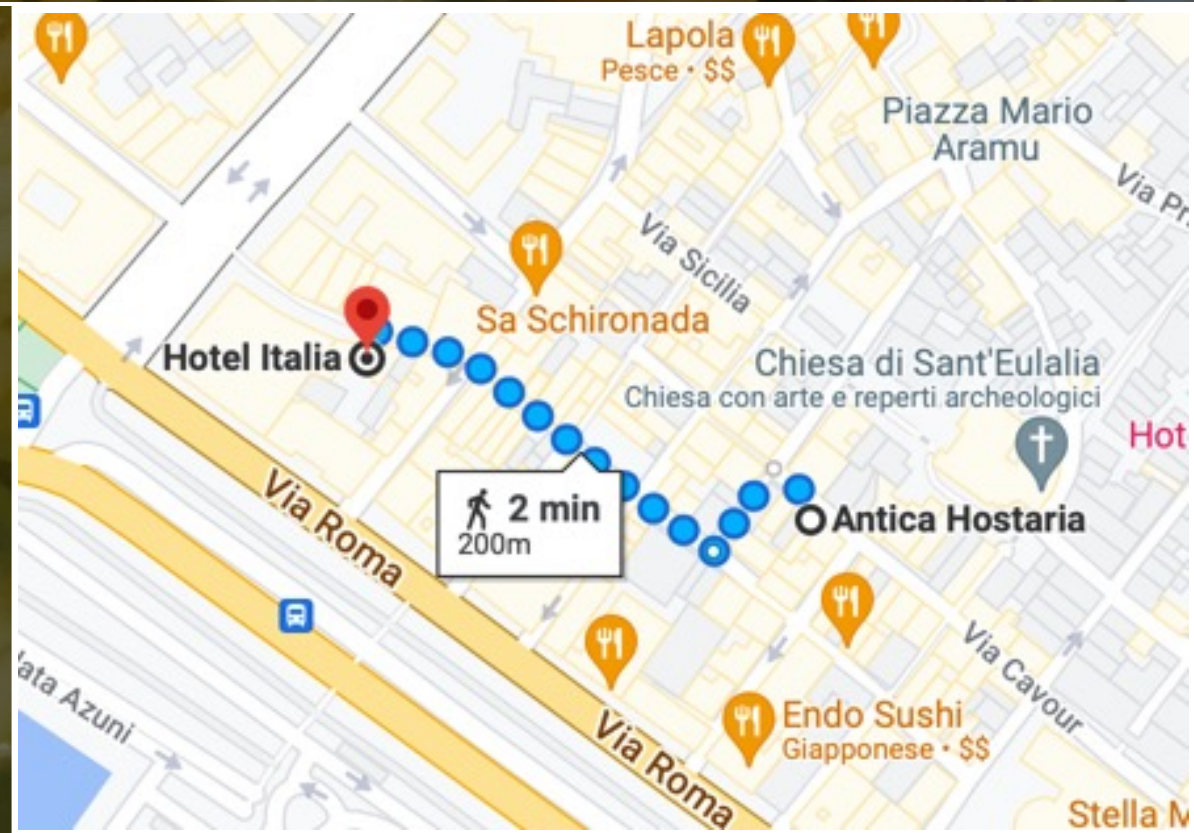 Lapola
Pesce • $$
Piazza Mario
Aramu
Via Pr
Via Sicilia
Sa Schironada
Hotel Italia
Chiesa di Sant'Eulalia
Chiesa con arte e reperti archeologici
Hot
Via Roma
2 min
200m
Antica Hostaria
Via Cavour
lata Azuni
Endo Sushi
Giapponese • $$
Via Roma
Stella M